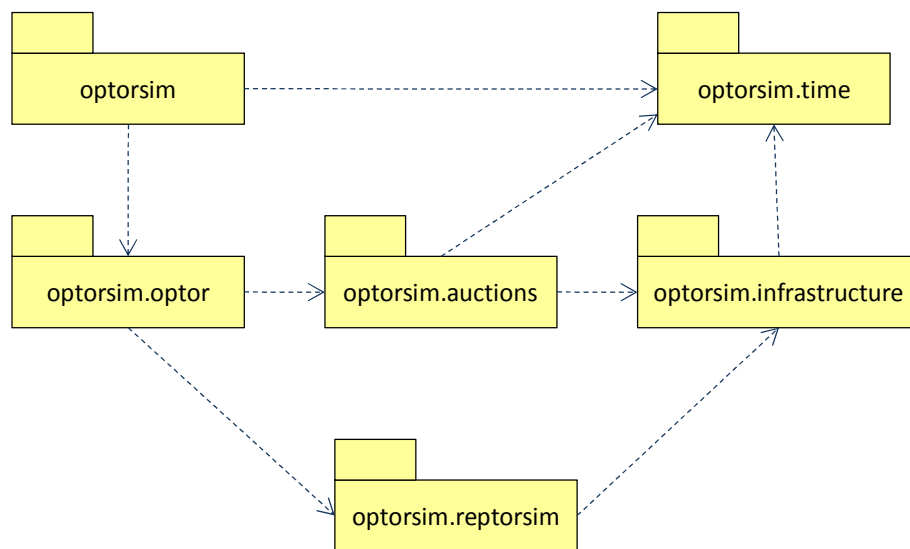 optorsim
optorsim.time
optorsim.optor
optorsim.auctions
optorsim.infrastructure
optorsim.reptorsim